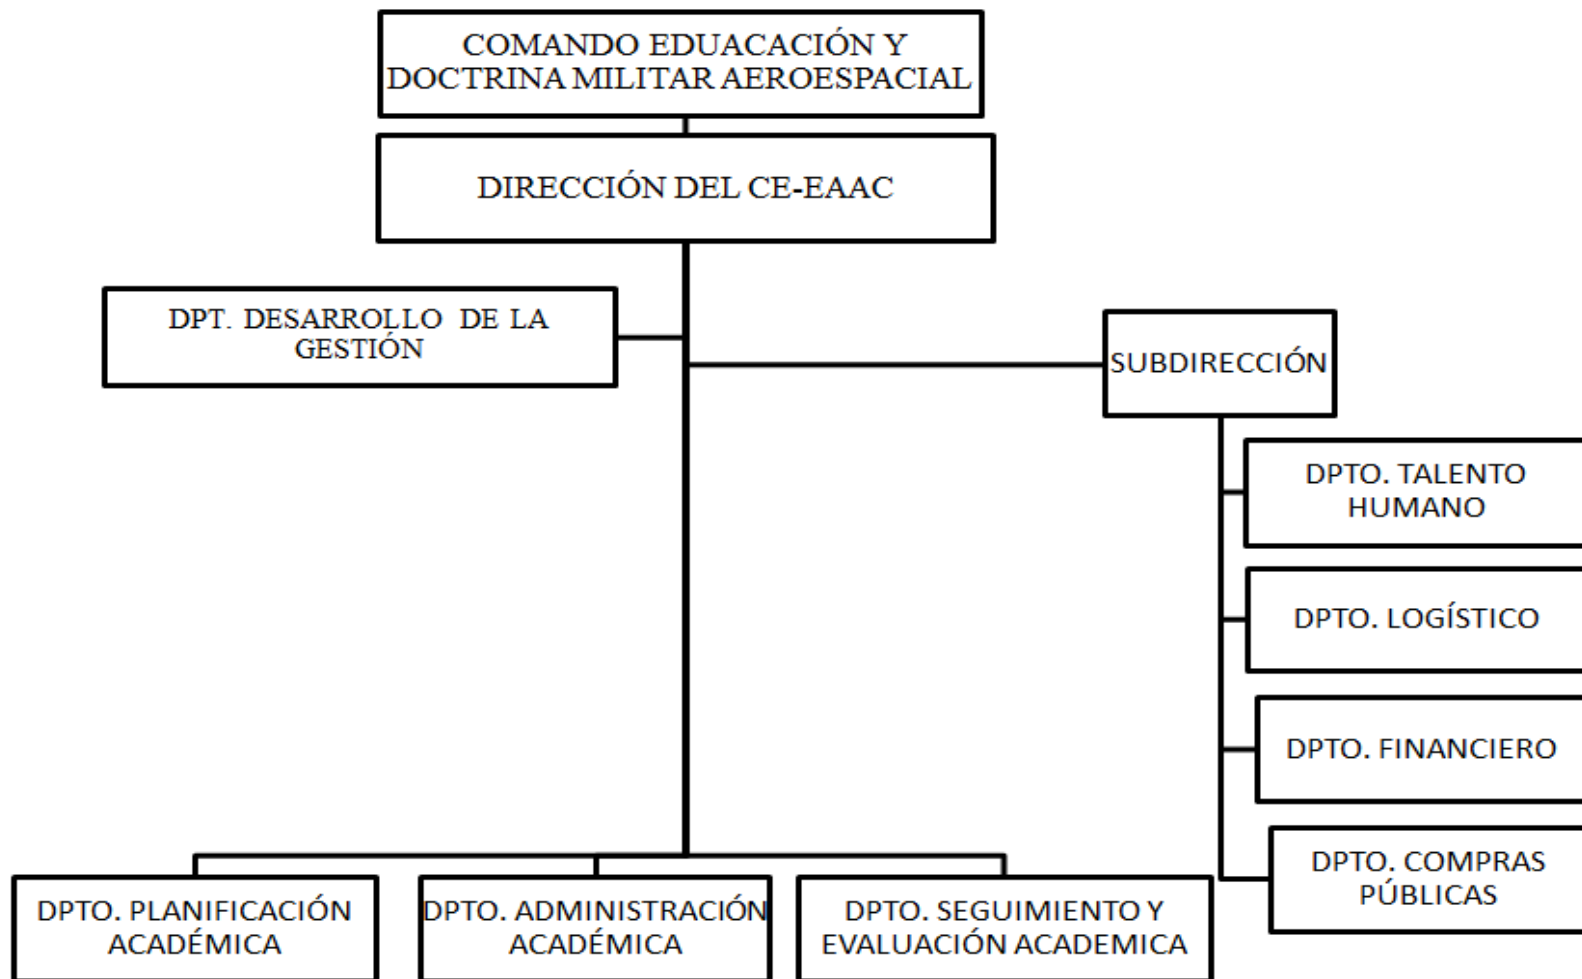 COMANDO EDUACACIÓN Y
DOCTRINA MILITAR AEROESPACIAL
DIRECCIÓN DEL CE-EAAC
DPT. DESARROLLO DE LA
GESTIÓN
SUBDIRECCIÓN
DPTO. TALENTO
HUMANO
DPTO. LOGÍSTICO
DPTO. FINANCIERO
DPTO. COMPRAS
PÚBLICAS
DPTO. PLANIFICACIÓN
ACADÉMICA
DPTO. ADMINISTRACIÓN
ACADÉMICA
DPTO. SEGUIMIENTO Y
EVALUACIÓN ACADEMICA